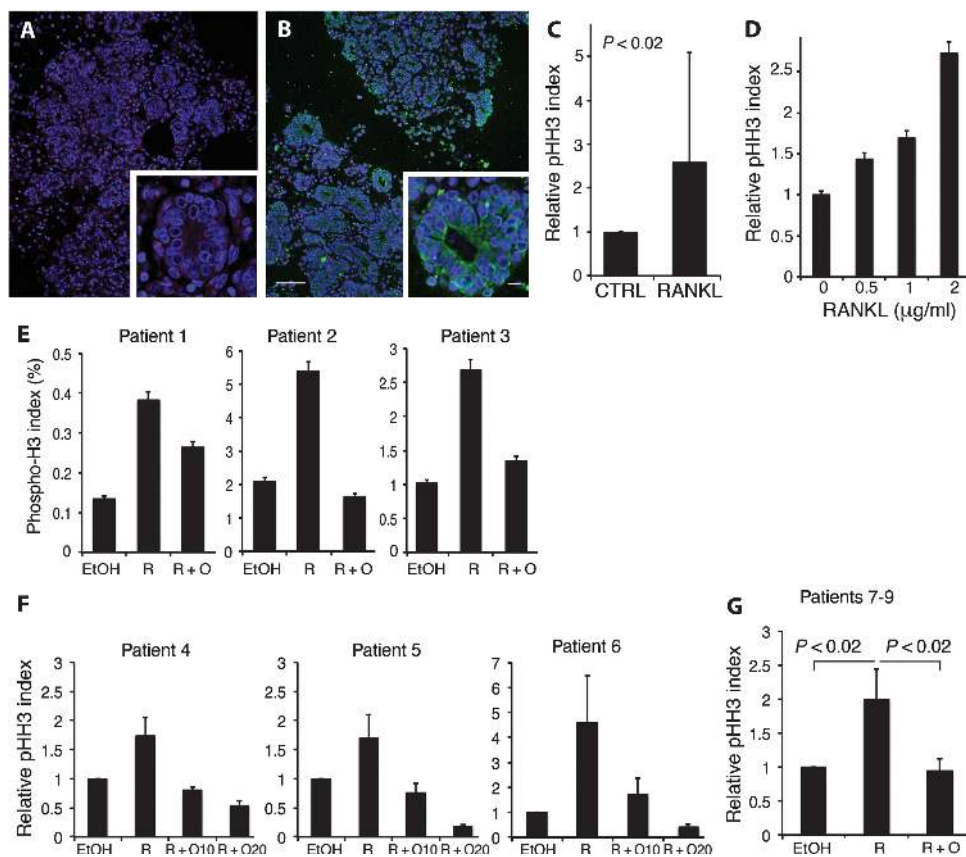 A
B
C
P < 0.02
Relative pHH3 index
6
5
4
3
2
1
0
CTRL RANKL
D
Relative pHH3 index
2.5
2
1.5
1
0.5
0
0 0.5 1 2
RANKL (μg/ml)
E
Patient 1
Phospho-H3 index (%)
0.5
0.4
0.3
0.2
0.1
0
EtOH R R + O
Patient 2
6
5
4
3
2
1
0
EtOH R R + O
Patient 3
3
2.5
2
1.5
1
0.5
0
EtOH R R + O
F
Patient 4
Relative pHH3 index
3
2.5
2
1.5
1
0.5
0
EtOH R R + O10 R + O20
Patient 5
3
2.5
2
1.5
1
0.5
0
EtOH R R + O10 R + O20
Patient 6
7
6
5
4
3
2
1
0
EtOH R R + O10 R + O20
G
Patients 7-9
P < 0.02 P < 0.02
Relative pHH3 index
3
2.5
2
1.5
1
0.5
0
EtOH R R + O